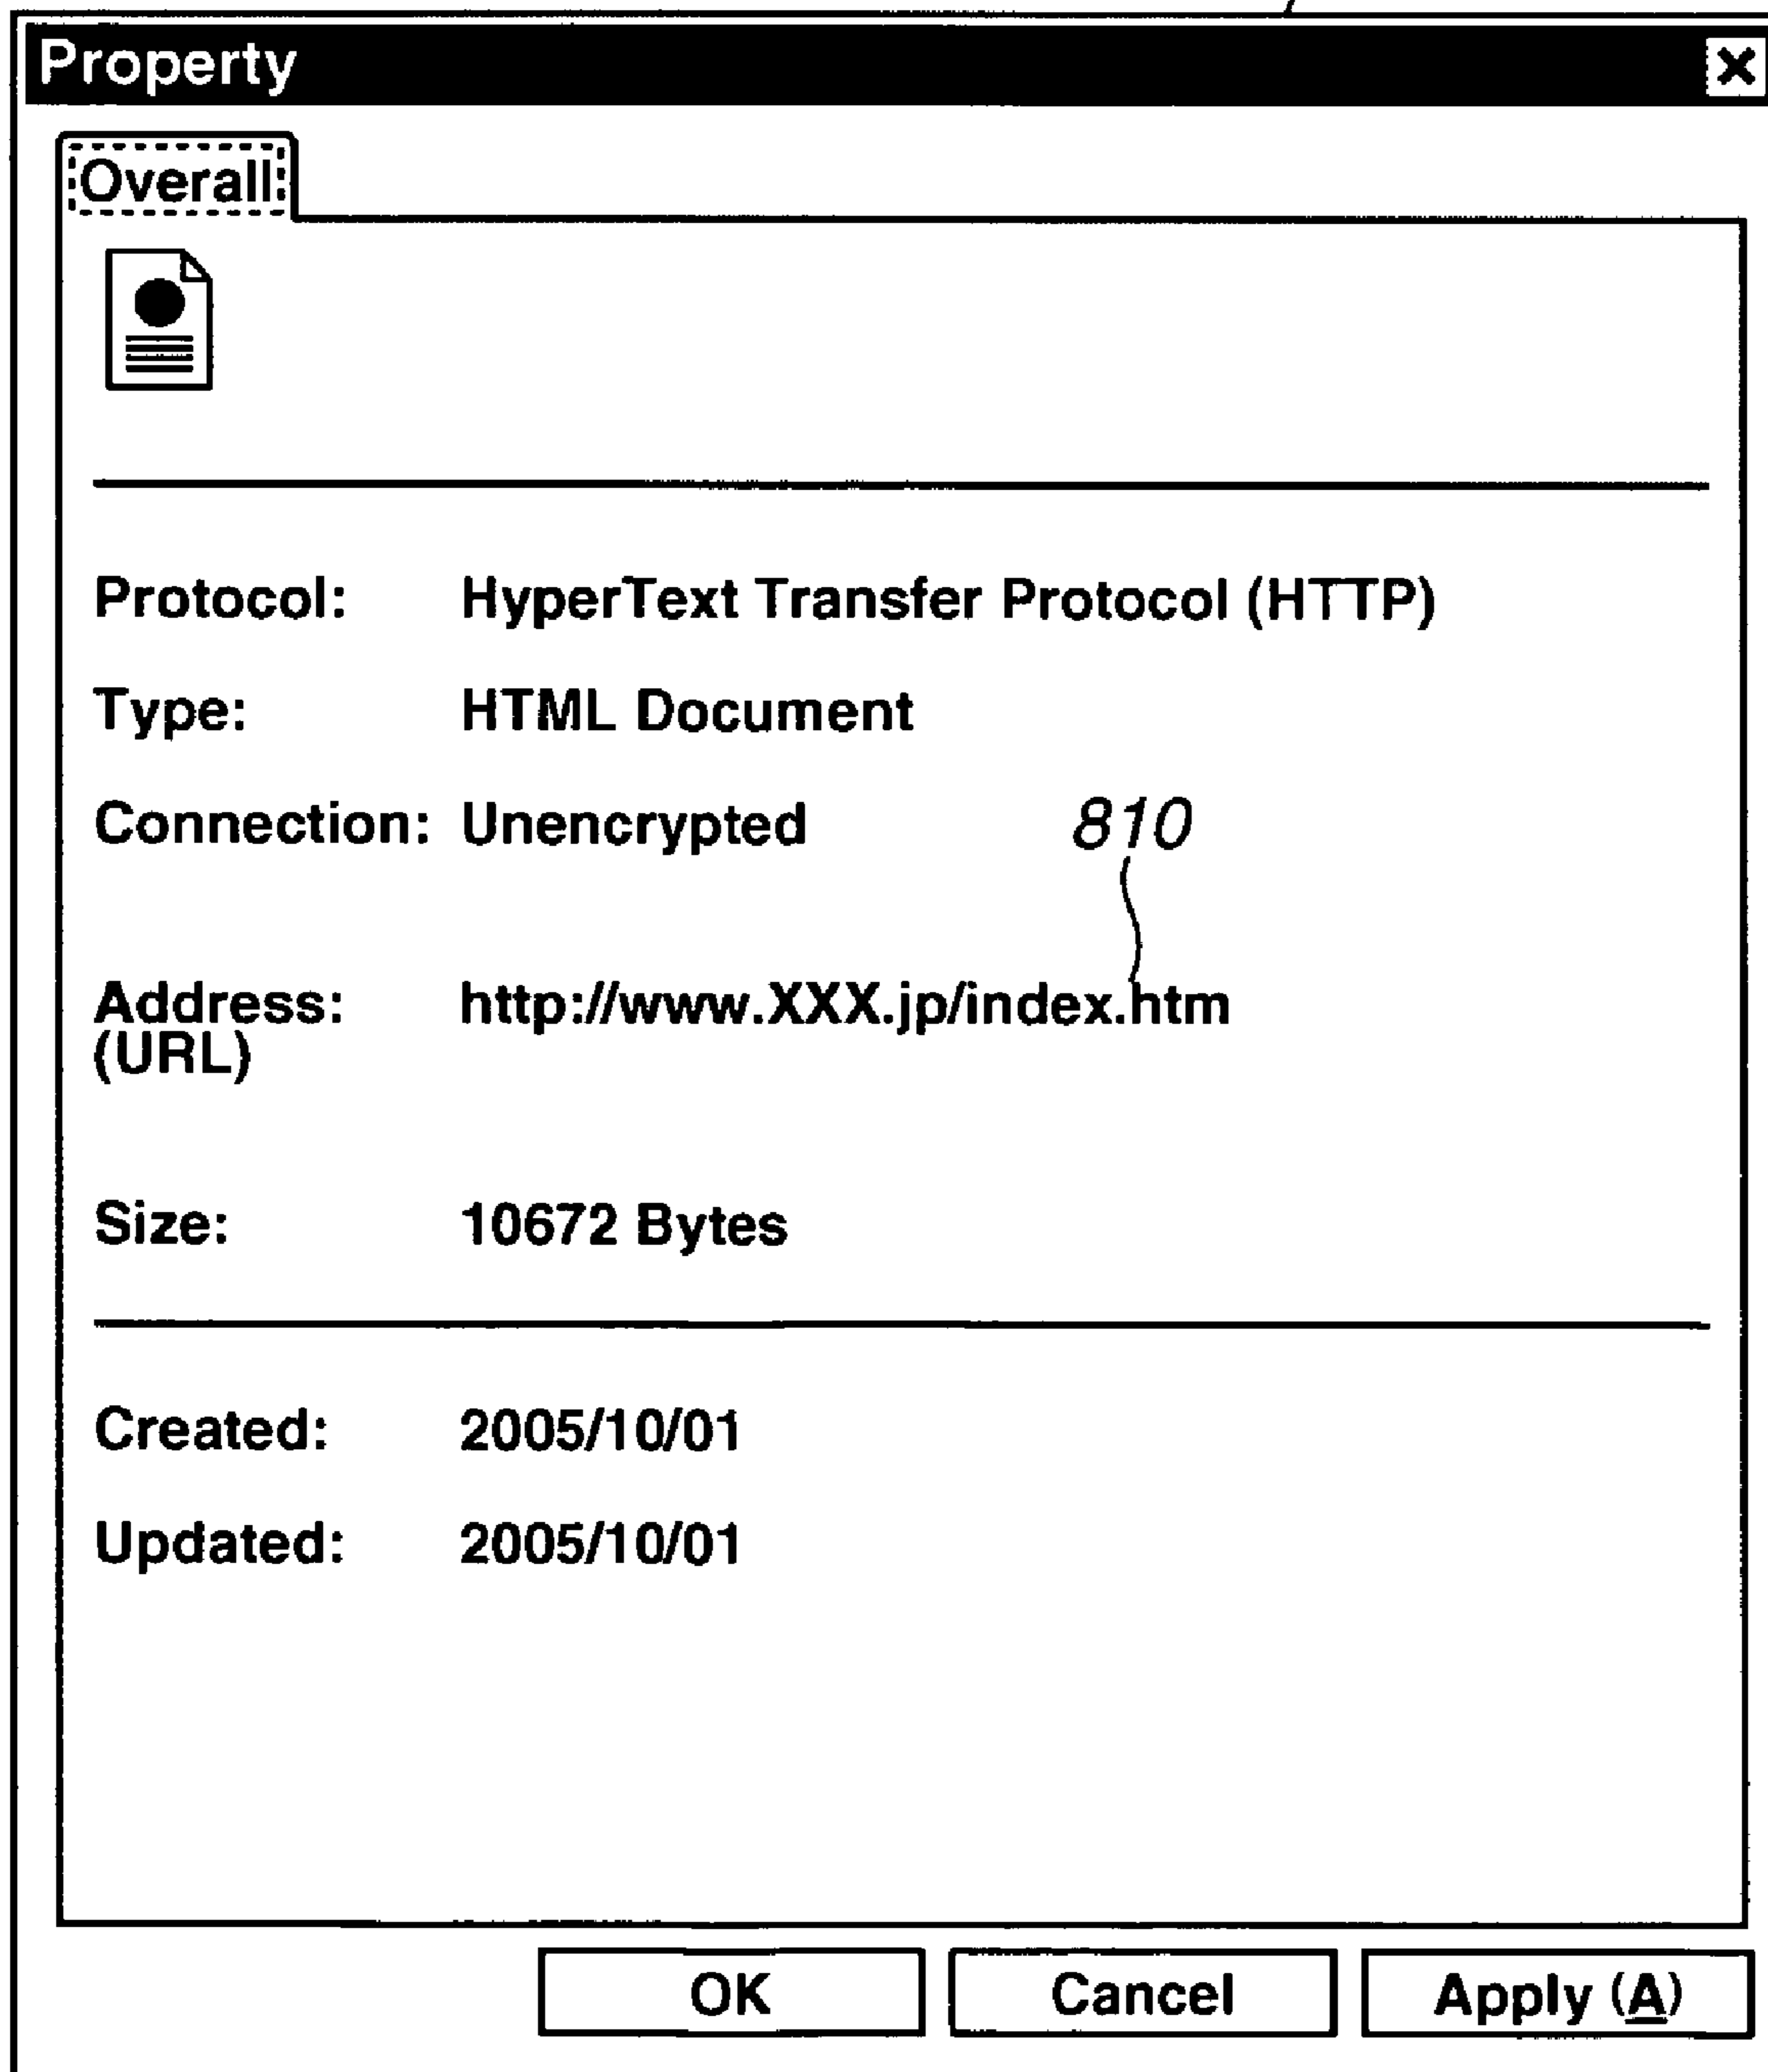 Property
Overall
Protocol: HyperText Transfer Protocol (HTTP)
Type: HTML Document
Connection: Unencrypted
810
Address: http://www.XXX.jp/index.htm
(URL)
Size: 10672 Bytes
Created: 2005/10/01
Updated: 2005/10/01
OK Cancel Apply (A)